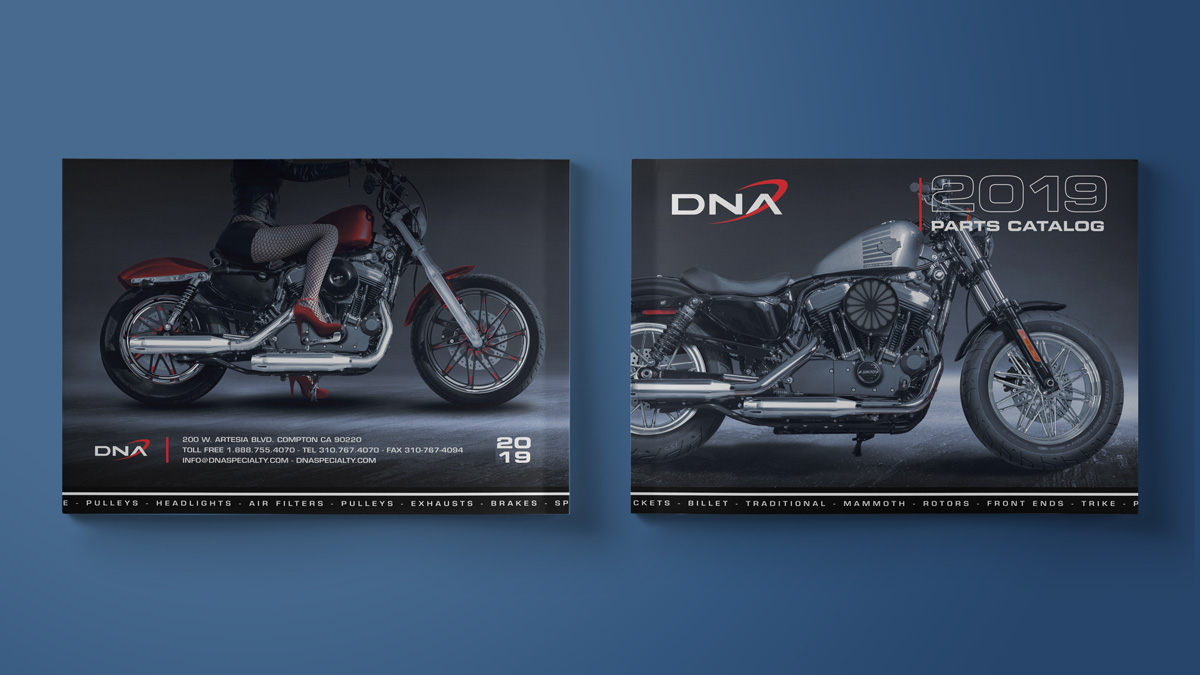 DNA
200 W. ARTESIA BLVD. COMPTON CA 90220
TOLL FREE 1.888.755.4070 - TEL 310.767.4070 - FAX 310-767-4094
INFO@DNASPECIALTY.COM - DNASPECIALTY.COM
20
19
E - PULLEYS - HEADLIGHTS - AIR FILTERS - PULLEYS - EXHAUSTS - BRAKES - SP
DNA
2019
PARTS CATALOG
CKETS - BILLET - TRADITIONAL - MAMMOTH - ROTORS - FRONT ENDS - TRIKE - P